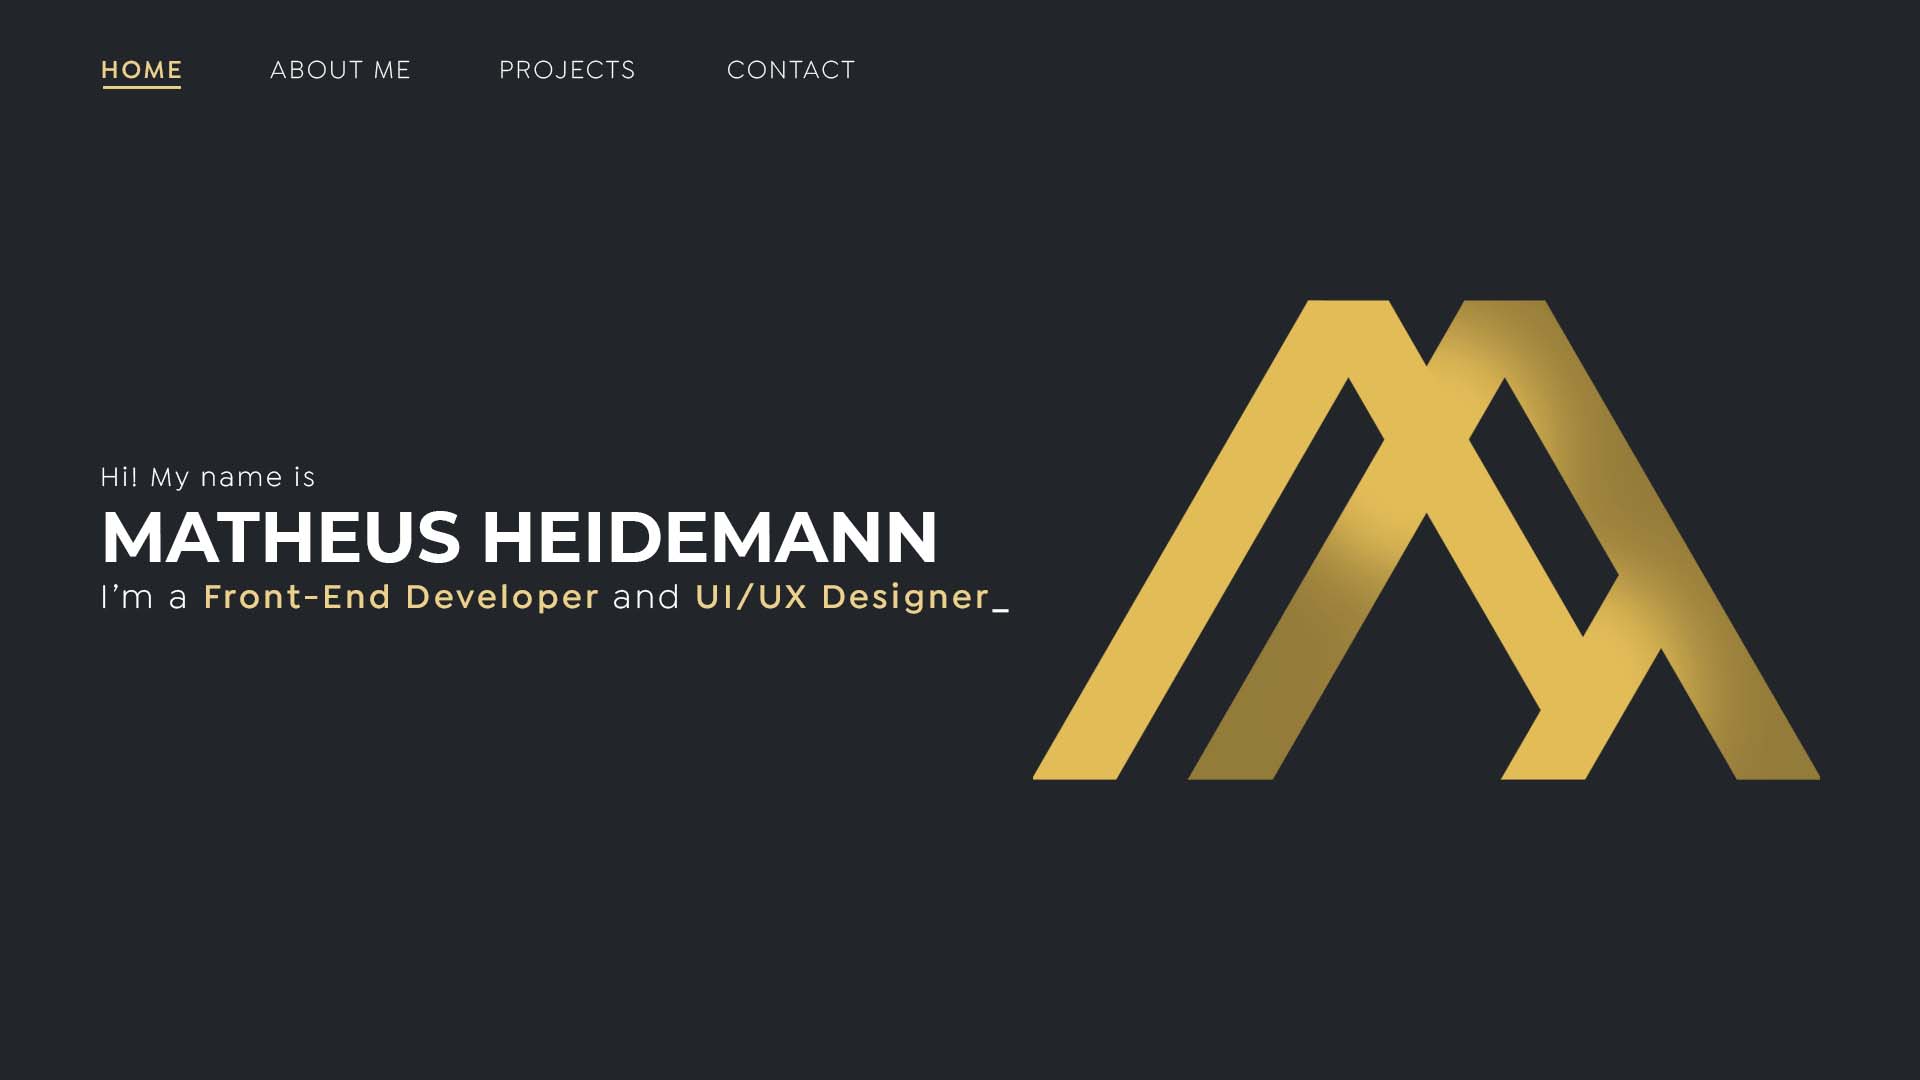 HOME ABOUT ME PROJECTS CONTACT
Hi! My name is
MATHEUS HEIDEMANN
I’m a Front-End Developer and UI/UX Designer_